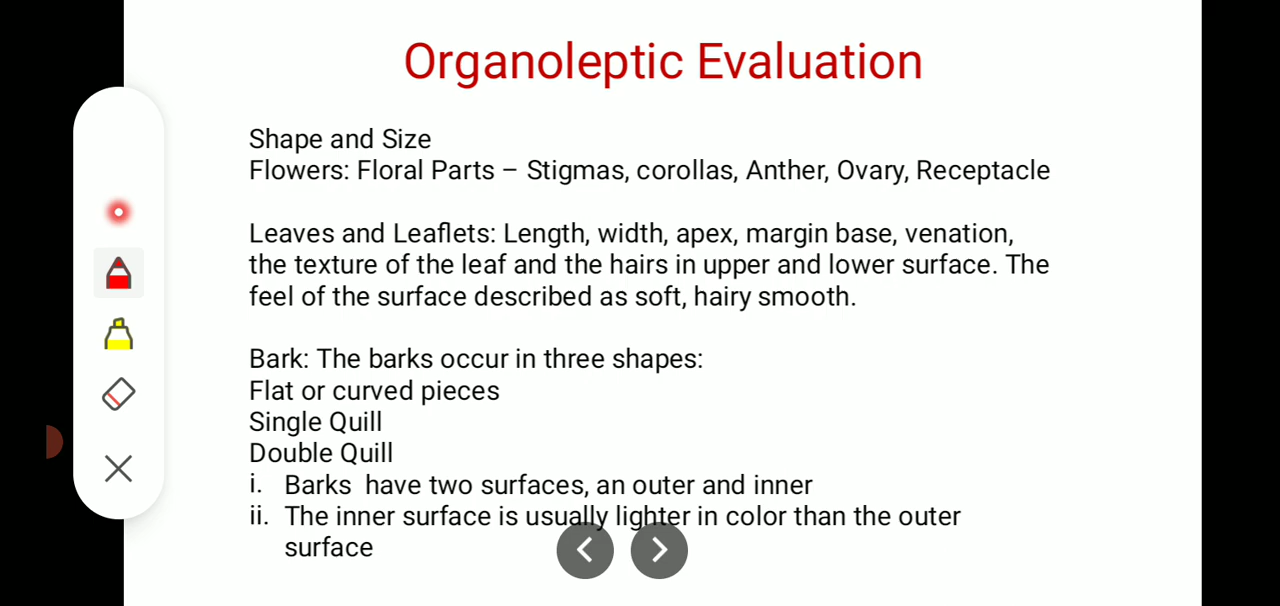 Organoleptic Evaluation
Shape and Size
Flowers: Floral Parts – Stigmas, corollas, Anther, Ovary, Receptacle
Leaves and Leaflets: Length, width, apex, margin base, venation,
the texture of the leaf and the hairs in upper and lower surface. The
feel of the surface described as soft, hairy smooth.
Bark: The barks occur in three shapes:
Flat or curved pieces
Single Quill
Double Quill
i. Barks have two surfaces, an outer and inner
ii. The inner surface is usually lighter in color than the outer
surface